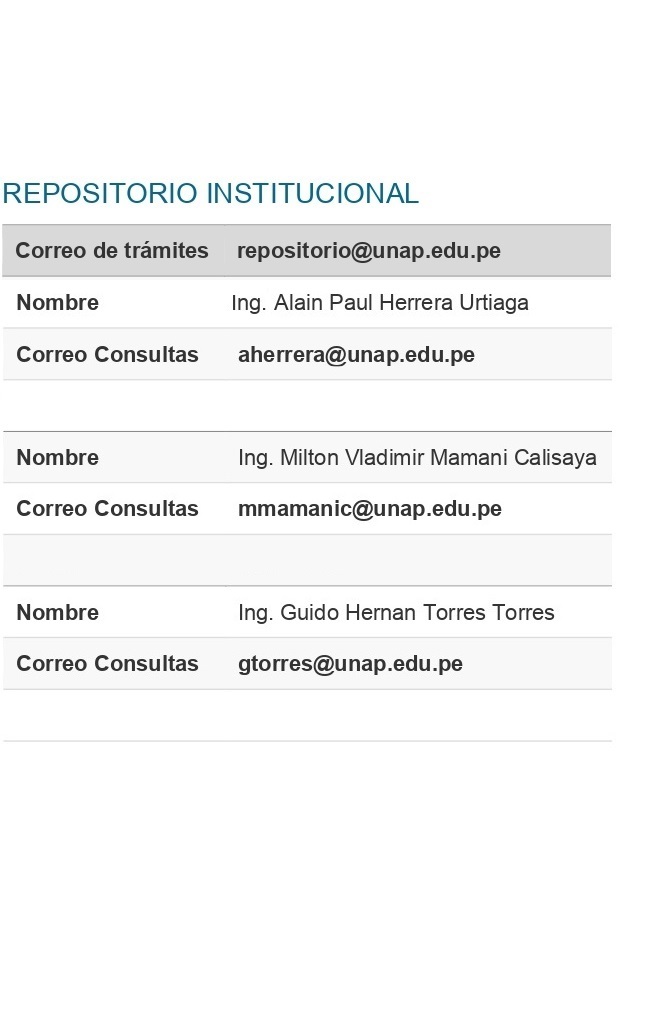 REPOSITORIO INSTITUCIONAL
Correo de trámites repositorio@unap.edu.pe
Nombre Ing. Alain Paul Herrera Urtiaga
Correo Consultas aherrera@unap.edu.pe
Nombre Ing. Milton Vladimir Mamani Calisaya
Correo Consultas mmamanic@unap.edu.pe
Nombre Ing. Guido Hernan Torres Torres
Correo Consultas gtorres@unap.edu.pe